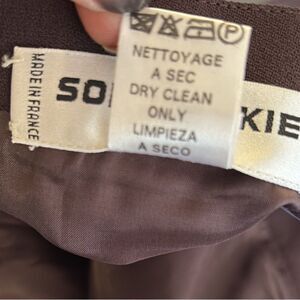 MADE IN FRANCE
SO
KIE
NETTOYAGE
A SEC
DRY CLEAN
ONLY
LIMPIEZA
A SECO